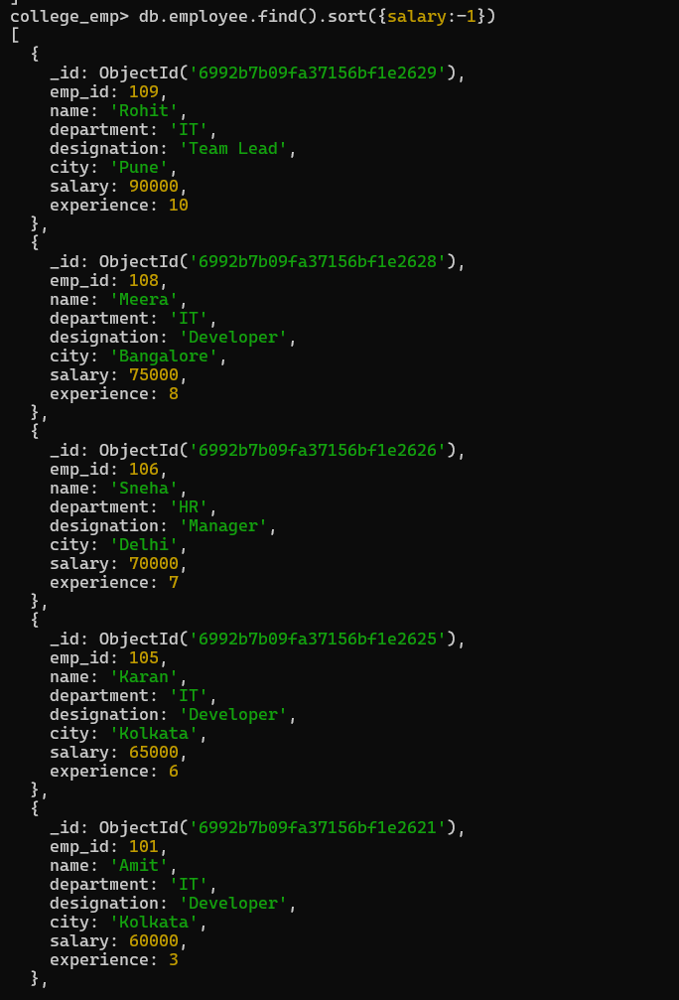 ]
college_emp> db.employee.find().sort({salary:-1})
[
  {
    _id: ObjectId('6992b7b09fa37156bf1e2629'),
    emp_id: 109,
    name: 'Rohit',
    department: 'IT',
    designation: 'Team Lead',
    city: 'Pune',
    salary: 90000,
    experience: 10
  },
  {
    _id: ObjectId('6992b7b09fa37156bf1e2628'),
    emp_id: 108,
    name: 'Meera',
    department: 'IT',
    designation: 'Developer',
    city: 'Bangalore',
    salary: 75000,
    experience: 8
  },
  {
    _id: ObjectId('6992b7b09fa37156bf1e2626'),
    emp_id: 106,
    name: 'Sneha',
    department: 'HR',
    designation: 'Manager',
    city: 'Delhi',
    salary: 70000,
    experience: 7
  },
  {
    _id: ObjectId('6992b7b09fa37156bf1e2625'),
    emp_id: 105,
    name: 'Karan',
    department: 'IT',
    designation: 'Developer',
    city: 'Kolkata',
    salary: 65000,
    experience: 6
  },
  {
    _id: ObjectId('6992b7b09fa37156bf1e2621'),
    emp_id: 101,
    name: 'Amit',
    department: 'IT',
    designation: 'Developer',
    city: 'Kolkata',
    salary: 60000,
    experience: 3
  },